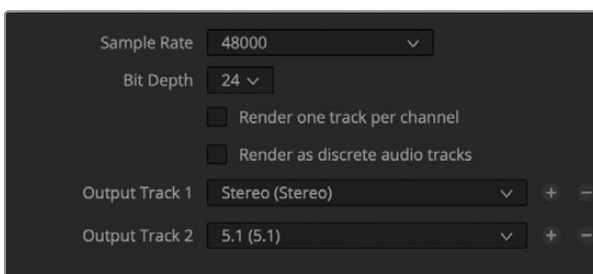 Sample Rate 48000
Bit Depth 24
Render one track per channel
Render as discrete audio tracks
Output Track 1 Stereo (Stereo)
Output Track 2 5.1 (5.1)